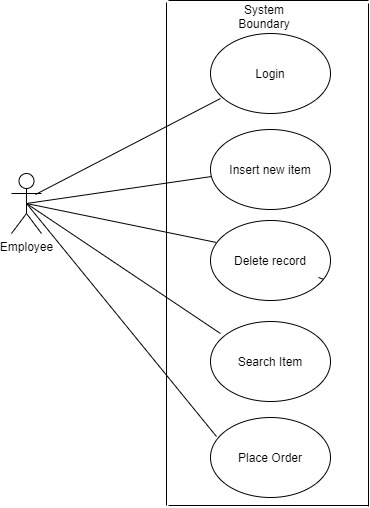 System
Boundary
Login
Insert new item
Employee
Delete record
Search Item
Place Order